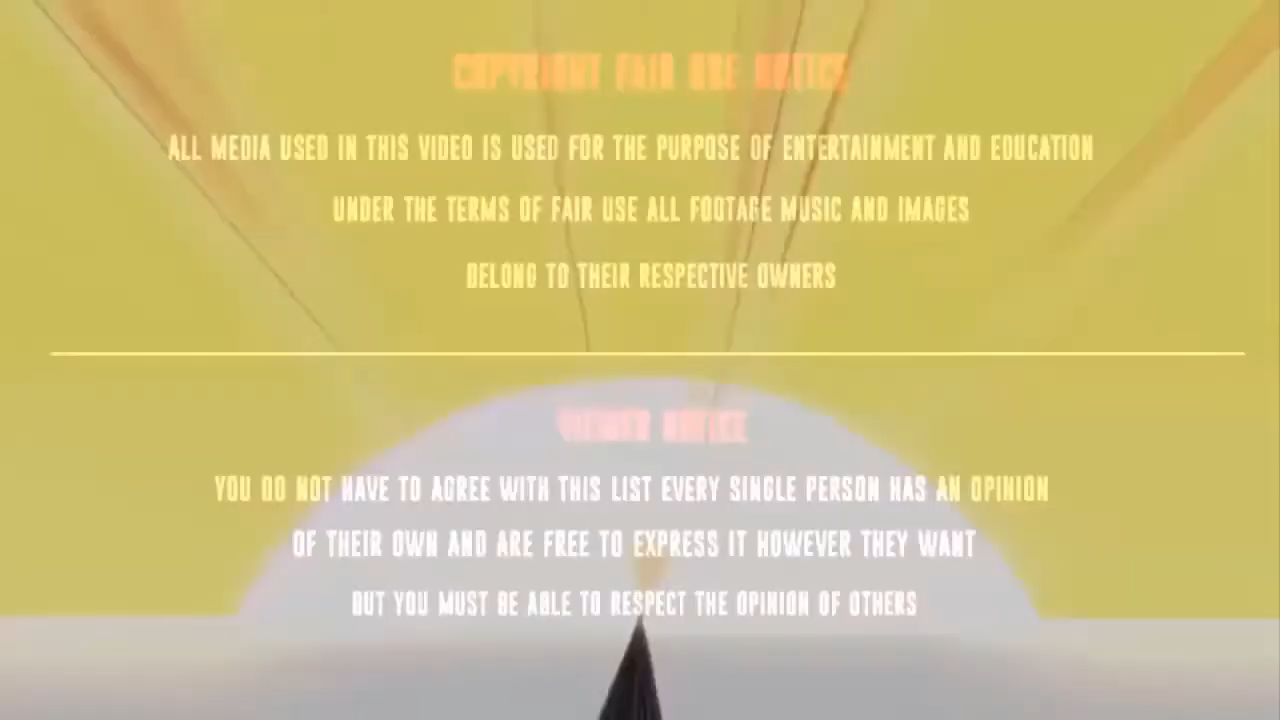 COPYRIGHT FAIR USE NOTICE
ALL MEDIA USED IN THIS VIDEO IS USED FOR THE PURPOSE OF ENTERTAINMENT AND EDUCATION
UNDER THE TERMS OF FAIR USE ALL FOOTAGE MUSIC AND IMAGES
BELONG TO THEIR RESPECTIVE OWNERS
VIEWER NOTICE
YOU DO NOT HAVE TO AGREE WITH THIS LIST EVERY SINGLE PERSON HAS AN OPINION
OF THEIR OWN AND ARE FREE TO EXPRESS IT HOWEVER THEY WANT
BUT YOU MUST BE ABLE TO RESPECT THE OPINION OF OTHERS